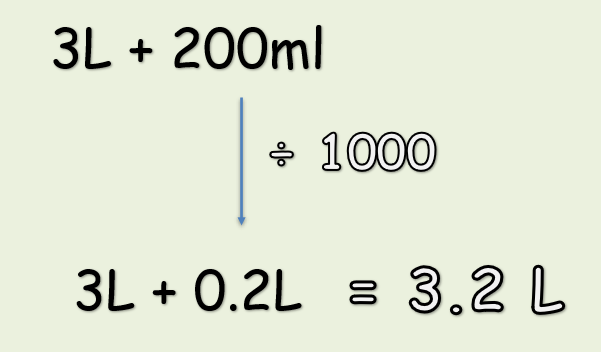 3L + 200ml
÷ 1000
3L + 0.2L = 3.2 L